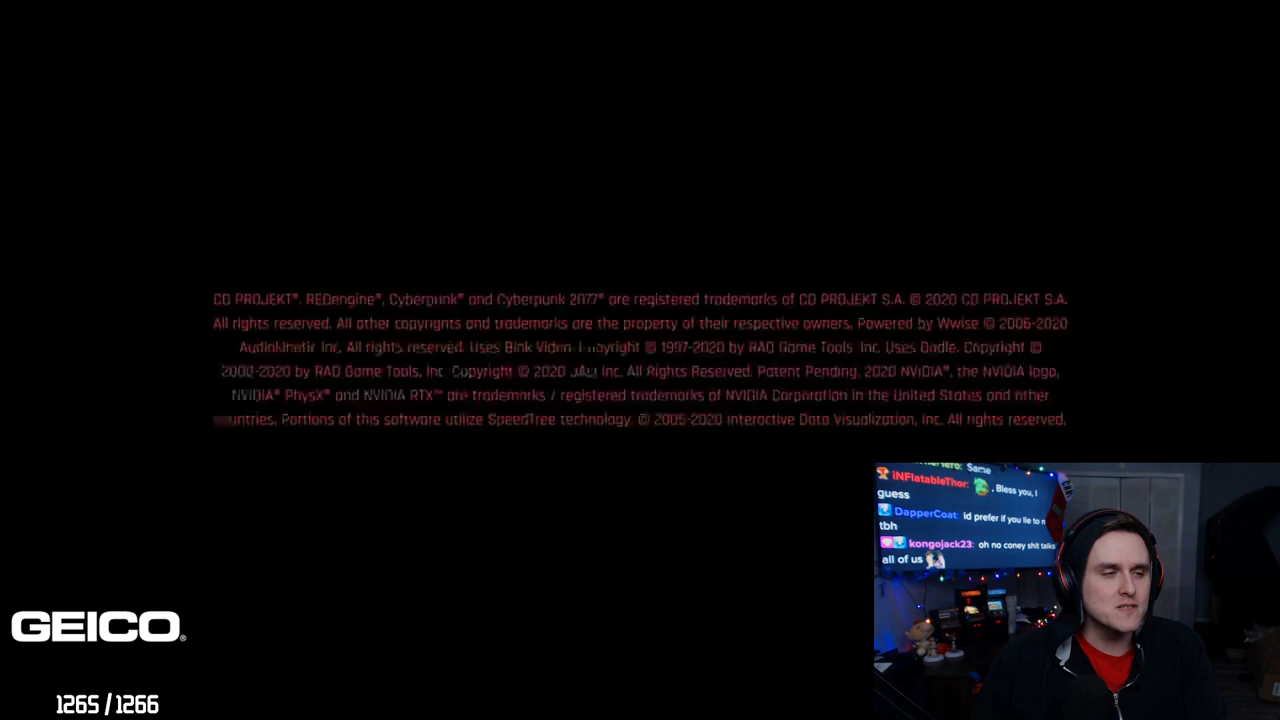 CD PROJEKT®, REDengine®, Cyberpunk® and Cyberpunk 2077® are registered trademarks of CD PROJEKT S.A. © 2020 CD PROJEKT S.A.
All rights reserved. All other copyrights and trademarks are the property of their respective owners. Powered by Wwise © 2006-2020
Audiokinetic Inc. All rights reserved. Uses Bink Video. Copyright © 1997-2020 by RAD Game Tools, Inc. Uses Oodle. Copyright ©
2008-2020 by RAD Game Tools, Inc. Copyright © 2020 JALI Inc. All Rights Reserved. Patent Pending. 2020 NVIDIA®, the NVIDIA logo,
NVIDIA® PhysX® and NVIDIA RTX™ are trademarks / registered trademarks of NVIDIA Corporation in the United States and other
untries. Portions of this software utilize SpeedTree technology. © 2005-2020 Interactive Data Visualization, Inc. All rights reserved.
Same
iNFlatableThor: , Bless you, I
guess
DapperCoat: id prefer if you lie to
tbh
kongojack23: oh no coney shit talks
all of us
GEICO®
1265 / 1266